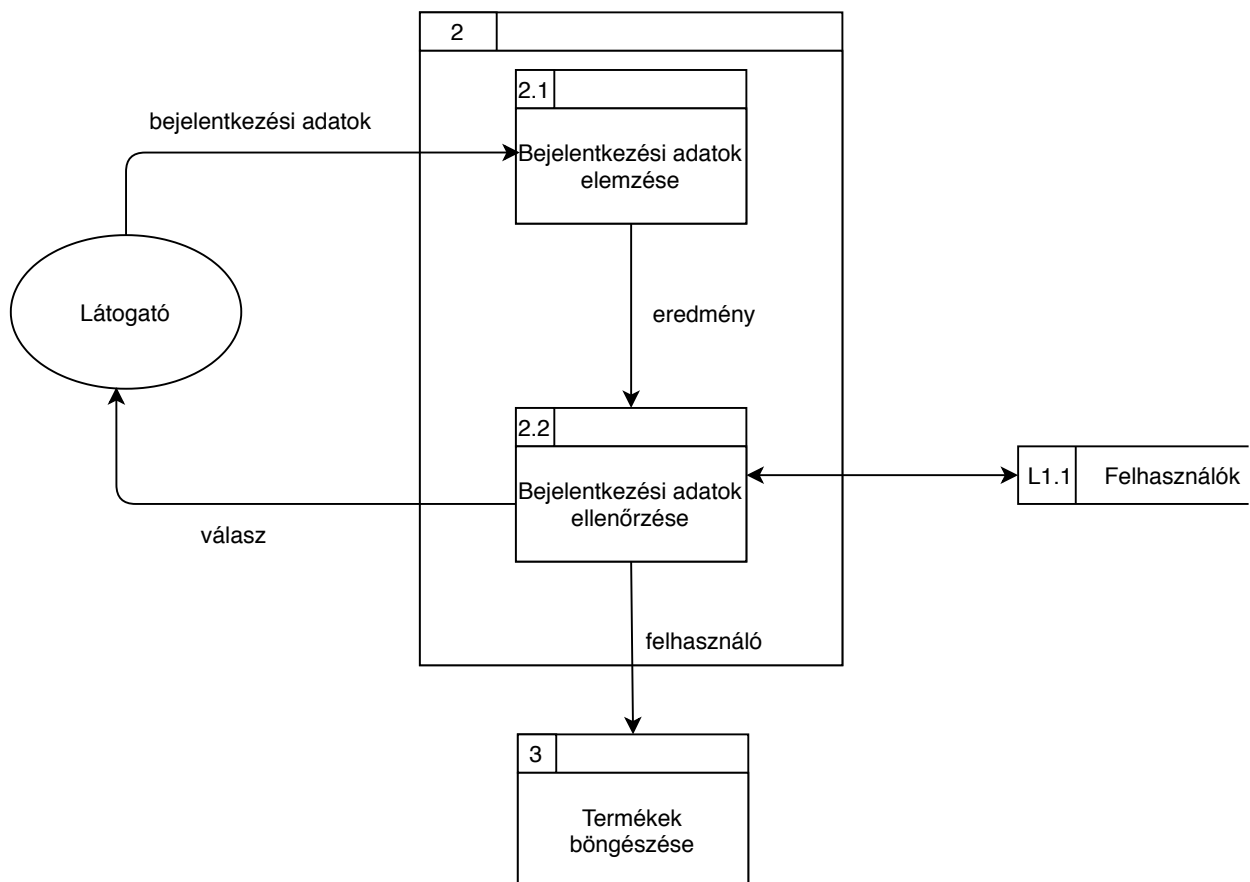 2
2.1
bejelentkezési adatok
Bejelentkezési adatok
elemzése
Látogató
eredmény
2.2
Bejelentkezési adatok
ellenőrzése
L1.1 Felhasználók
válasz
felhasználó
3
Termékek
böngészése